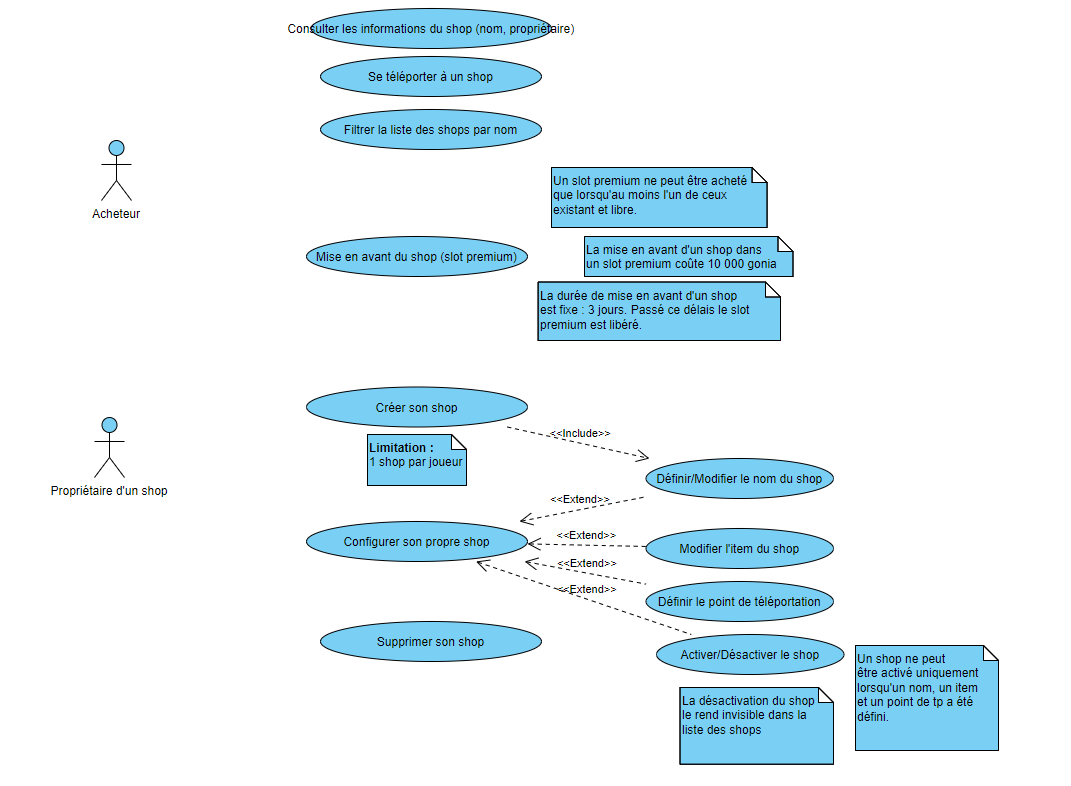 Consulter les informations du shop (nom, propriétaire)
Se téléporter à un shop
Filtrer la liste des shops par nom
Acheteur
Un slot premium ne peut être acheté
que lorsqu'au moins l'un de ceux
existant et libre.
Mise en avant du shop (slot premium)
La mise en avant d'un shop dans
un slot premium coûte 10 000 gonia
La durée de mise en avant d'un shop
est fixe : 3 jours. Passé ce délais le slot
premium est libéré.
Créer son shop
<<Include>>
Limitation :
1 shop par joueur
Propriétaire d'un shop
Définir/Modifier le nom du shop
<<Extend>>
Configurer son propre shop
<<Extend>>
Modifier l'item du shop
<<Extend>>
<<Extend>>
Définir le point de téléportation
Supprimer son shop
Activer/Désactiver le shop
Un shop ne peut
être activé uniquement
lorsqu'un nom, un item
et un point de tp a été
défini.
La désactivation du shop
le rend invisible dans la
liste des shops